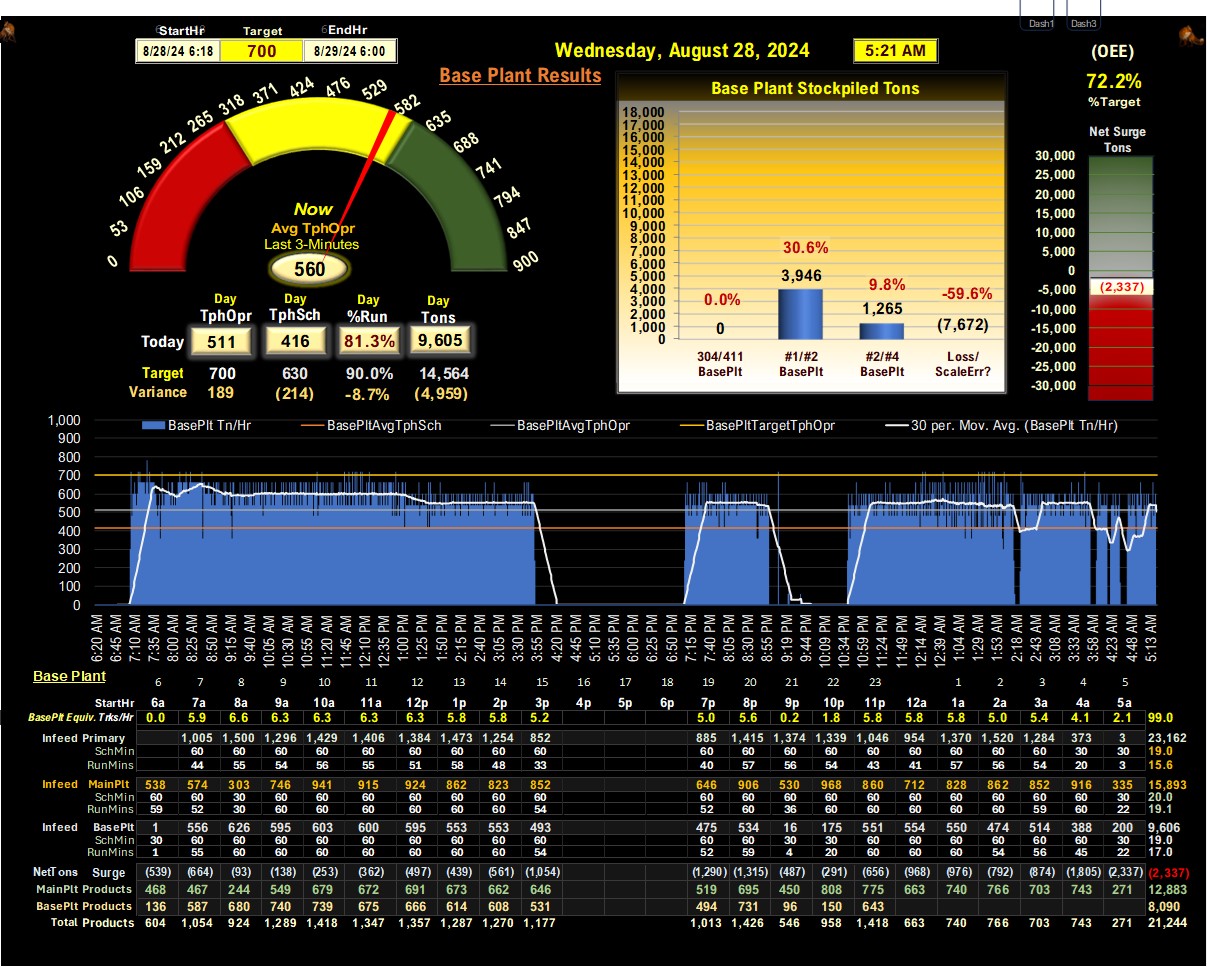 Dash1 Dash3
StartHr Target EndHr
8/28/24 6:18 700 8/29/24 6:00
Wednesday, August 28, 2024 5:21 AM
(OEE)
72.2%
%Target
Base Plant Results
Net Surge
Tons
0 53 106 159 212 265 318 371 424 476 529 582 635 688 741 794 847 900
Now
Avg TphOpr
Last 3-Minutes
560
Day Day Day Day
TphOpr TphSch %Run Tons
Today 511 416 81.3% 9,605
Target 700 630 90.0% 14,564
Variance 189 (214) -8.7% (4,959)
Base Plant Stockpiled Tons
18,000
17,000
16,000
15,000
14,000
13,000
12,000
11,000
10,000
9,000
8,000
7,000
6,000
5,000
4,000
3,000
2,000
1,000
0
0.0% 30.6% 9.8% -59.6%
0 3,946 1,265 (7,672)
304/411 #1/#2 #2/#4 Loss/
BasePlt BasePlt BasePlt ScaleErr?
30,000
25,000
20,000
15,000
10,000
5,000
0
-5,000
-10,000
-15,000
-20,000
-25,000
-30,000
(2,337)
BasePlt Tn/Hr BasePltAvgTphSch BasePltAvgTphOpr BasePltTargetTphOpr 30 per. Mov. Avg. (BasePlt Tn/Hr)
1,000
900
800
700
600
500
400
300
200
100
0
6:20 AM 6:45 AM 7:10 AM 7:35 AM 8:00 AM 8:25 AM 8:50 AM 9:15 AM 9:40 AM 10:05 AM 10:30 AM 10:55 AM 11:20 AM 11:45 AM 12:10 PM 12:35 PM 1:00 PM 1:25 PM 1:50 PM 2:15 PM 2:40 PM 3:05 PM 3:30 PM 3:55 PM 4:20 PM 4:45 PM 5:10 PM 5:35 PM 6:00 PM 6:25 PM 6:50 PM 7:15 PM 7:40 PM 8:05 PM 8:30 PM 8:54 PM 9:19 PM 9:44 PM 10:09 PM 10:34 PM 11:24 PM 11:49 PM 12:14 AM 12:39 AM 1:04 AM 1:27 AM 2:18 AM 3:08 AM 3:33 AM 3:58 AM 4:23 AM 4:48 AM 5:13 AM
Base Plant
6 7 8 9 10 11 12 13 14 15 16 17 18 19 20 21 22 23 1 2 3 4 5
StartHr 6a 7a 8a 9a 10a 11a 12p 1p 2p 3p 4p 5p 6p 7p 8p 9p 10p 11p 12a 1a 2a 3a 4a 5a
BasePlt Equiv. Trks/Hr 0.0 5.9 6.6 6.3 6.3 6.3 6.3 5.8 5.8 5.2 5.0 5.6 0.2 1.8 5.8 5.8 5.8 5.0 5.4 4.1 2.1 99.0
Infeed Primary 1,005 1,500 1,296 1,429 1,406 1,384 1,473 1,254 852 885 1,415 1,374 1,339 1,046 954 1,370 1,520 1,284 373 3 23,162
SchMin 60 60 60 60 60 60 60 60 60 60 60 60 60 60 60 60 60 60 30 30 19.0
RunMins 44 55 54 56 55 51 58 48 33 40 57 56 54 43 41 57 56 54 20 3 15.6
Infeed MainPlt 538 574 303 746 941 915 924 862 823 852 646 906 530 968 860 712 828 862 852 916 335 15,893
SchMin 60 60 30 60 60 60 60 60 60 60 60 60 60 60 60 60 60 60 60 60 30 20.0
RunMins 59 52 30 60 60 60 60 60 60 54 52 60 36 60 60 60 60 60 59 60 22 19.1
Infeed BasePlt 1 556 626 595 603 600 595 553 553 493 475 534 16 175 551 554 550 474 514 388 200 9,606
SchMin 30 60 60 60 60 60 60 60 60 60 60 60 30 30 60 60 60 60 60 60 30 19.0
RunMins 1 55 60 60 60 60 60 60 60 54 52 59 4 20 60 60 60 54 56 45 22 17.0
NetTons Surge (539) (664) (93) (138) (253) (362) (497) (439) (561) (1,054) (1,290) (1,315) (487) (291) (656) (968) (976) (792) (874) (1,805) (2,337) (2,337)
MainPlt Products 468 467 244 549 679 672 691 673 662 646 519 695 450 808 775 663 740 766 703 743 271 12,883
BasePlt Products 136 587 680 740 739 675 666 614 608 531 494 731 96 150 643 8,090
Total Products 604 1,054 924 1,289 1,418 1,347 1,357 1,287 1,270 1,177 1,013 1,426 546 958 1,418 663 740 766 703 743 271 21,244